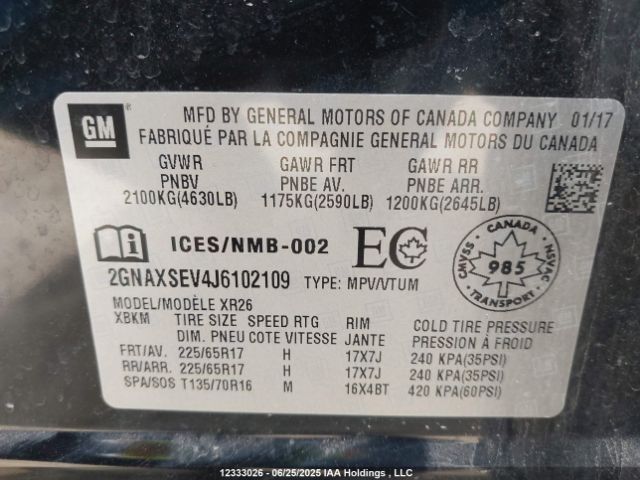 GM ®
MFD BY GENERAL MOTORS OF CANADA COMPANY 01/17
FABRIQUÉ PAR LA COMPAGNIE GENERAL MOTORS DU CANADA
GVWR GAWR FRT GAWR RR
PNBV PNBE AV. PNBE ARR.
2100KG(4630LB) 1175KG(2590LB) 1200KG(2645LB)
ICES/NMB-002 EC
2GNAXSEV4J6102109 TYPE: MPV/VTUM
CANADA
CMVSS 985 NSVAC
TRANSPORT
MODEL/MODÈLE XR26
XBKM TIRE SIZE SPEED RTG RIM COLD TIRE PRESSURE
DIM. PNEU COTE VITESSE JANTE PRESSION À FROID
FRT/AV. 225/65R17 H 17X7J 240 KPA(35PSI)
RR/ARR. 225/65R17 H 17X7J 240 KPA(35PSI)
SPA/SOS T135/70R16 M 16X4BT 420 KPA(60PSI)
12333026 - 06/25/2025 IAA Holdings , LLC